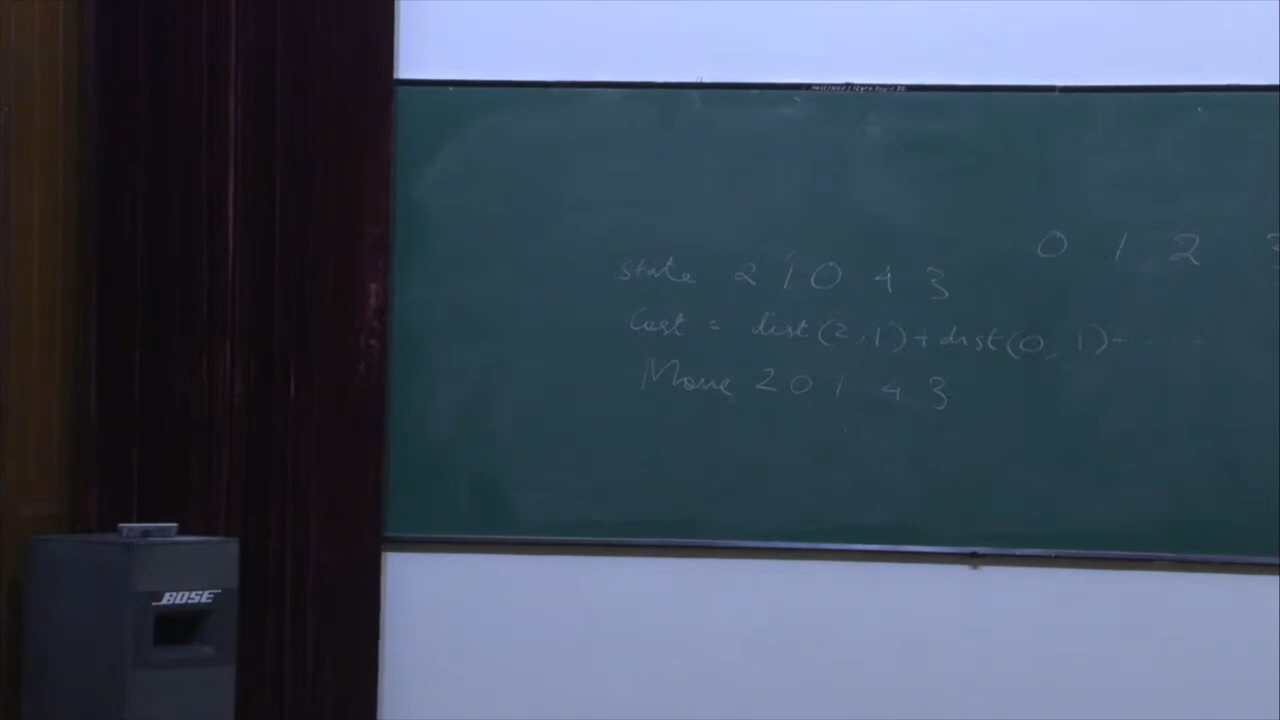 0 1 2
state 2 1 0 4 3
Cost = dist(2,1)+dist(0,1)+.....
Move 2 0 1 4 3
BOSE